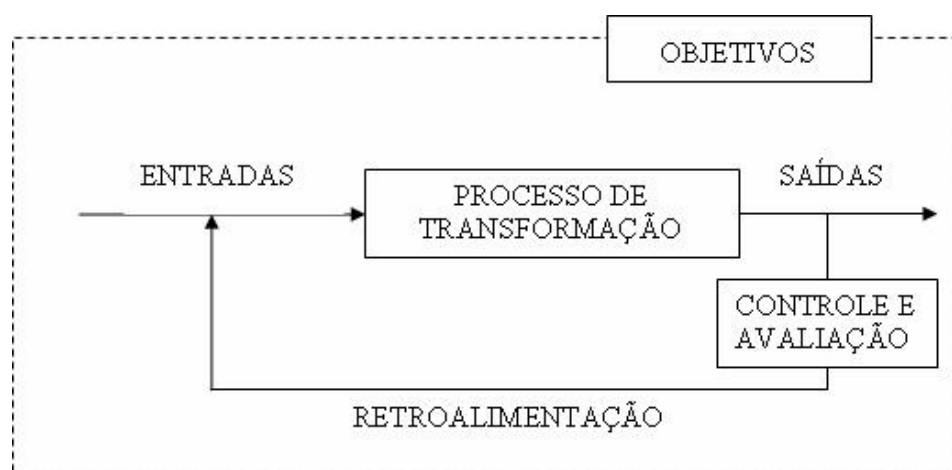 OBJETIVOS
ENTRADAS
PROCESSO DE
TRANSFORMAÇÃO
SAÍDAS
CONTROLE E
AVALIAÇÃO
RETROALIMENTAÇÃO